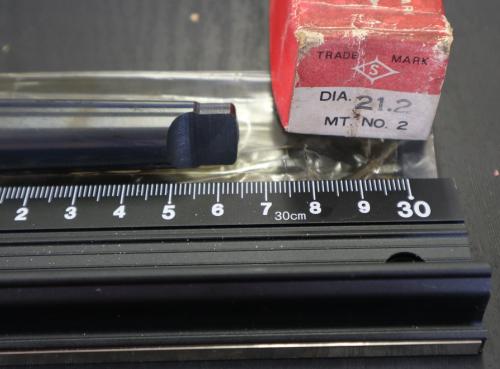 TRADE MARK
S
DIA. 21.2
MT. NO. 2
2 3 4 5 6 7 8 9 30
30cm